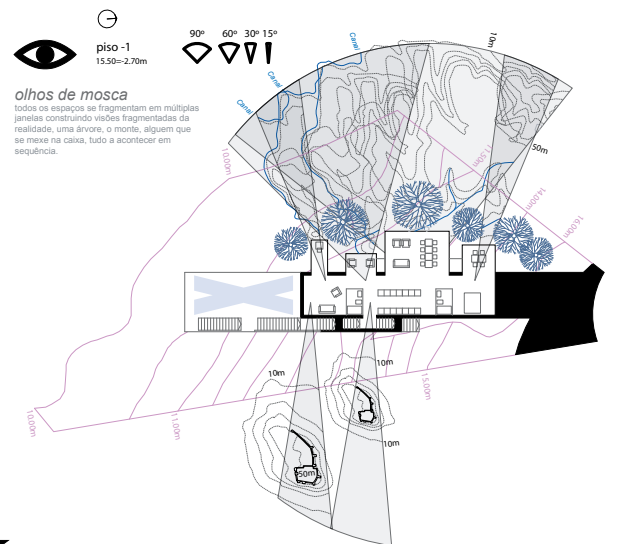 90º 60º 30º 15º
piso -1
15.50=-2.70m
olhos de mosca
todos os espaços se fragmentam em múltiplas
janelas construindo visões fragmentadas da
realidade, uma árvore, o monte, alguem que
se mexe na caixa, tudo a acontecer em
sequência.
Canal
Canal
Canal
10m
50m
10.00m
11.50m
14.00m
16.00m
10m
10m
15.00m
10.00m
11.00m
10m
50m